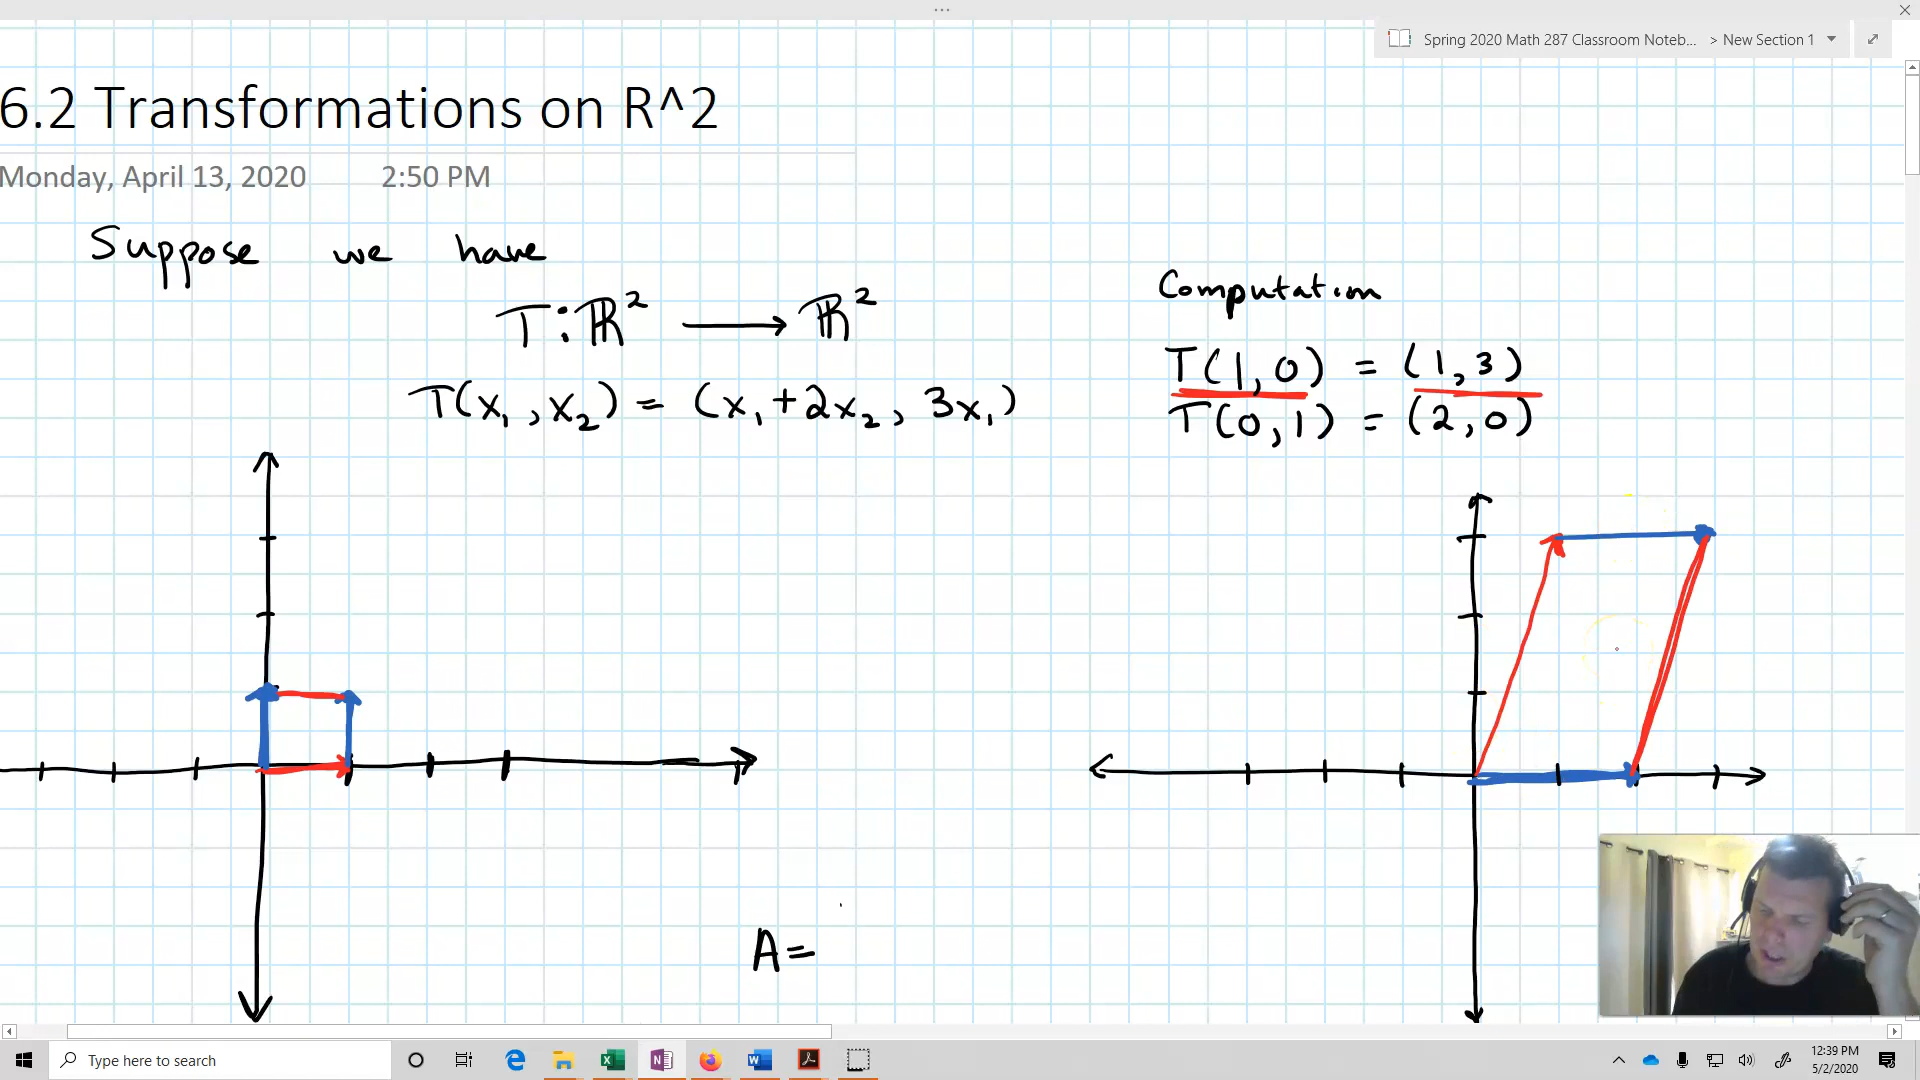 Spring 2020 Math 287 Classroom Noteb... > New Section 1
6.2 Transformations on R^2
Monday, April 13, 2020 2:50 PM
Suppose we have
T:ℝ² ⟶ ℝ²
T(x₁,x₂) = (x₁+2x₂, 3x₁)
Computation
T(1,0) = (1,3)
T(0,1) = (2,0)
A=
Type here to search
12:39 PM
5/2/2020